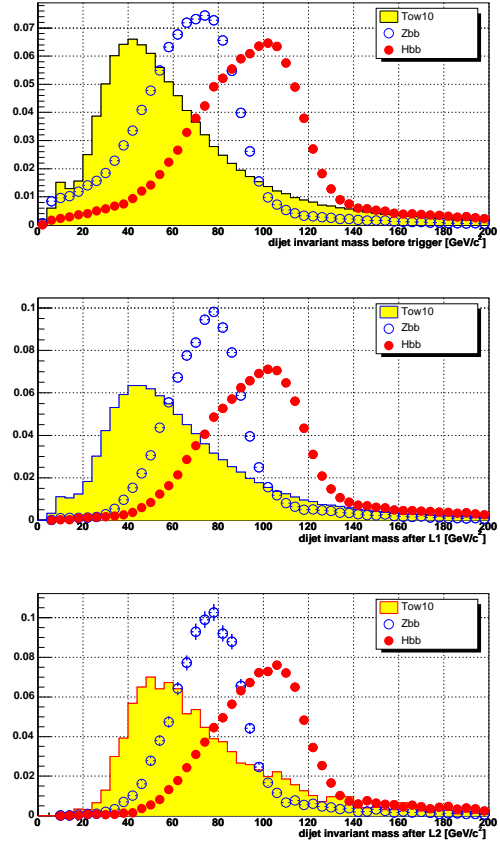 Tow10
Zbb
Hbb
0.07
0.06
0.05
0.04
0.03
0.02
0.01
0
0 20 40 60 80 100 120 140 160 180 200
dijet invariant mass before trigger [GeV/c²]
Tow10
Zbb
Hbb
0.1
0.08
0.06
0.04
0.02
0
0 20 40 60 80 100 120 140 160 180 200
dijet invariant mass after L1 [GeV/c²]
Tow10
Zbb
Hbb
0.1
0.08
0.06
0.04
0.02
0
0 20 40 60 80 100 120 140 160 180 200
dijet invariant mass after L2 [GeV/c²]